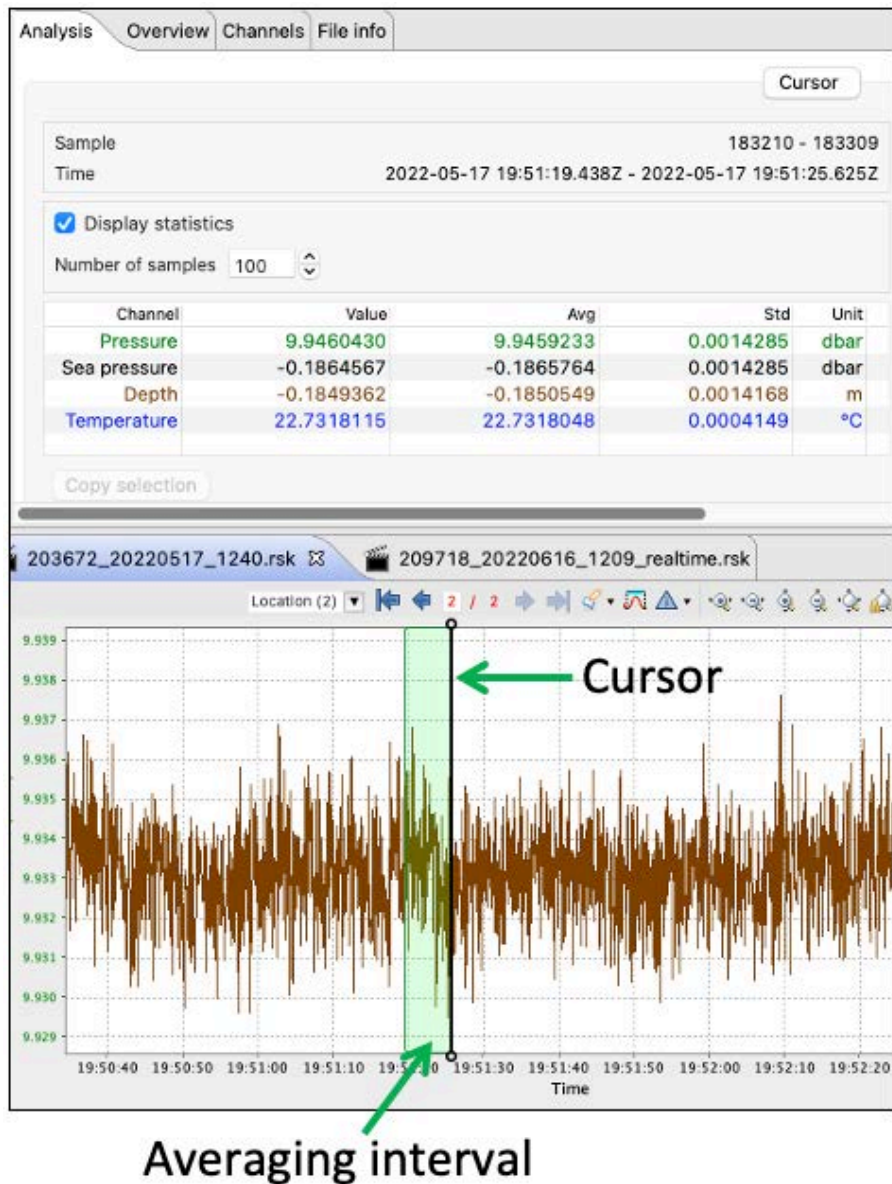 Analysis Overview Channels File info
Cursor
Sample 183210 - 183309
Time 2022-05-17 19:51:19.438Z - 2022-05-17 19:51:25.625Z
Display statistics
Number of samples 100
Channel Value Avg Std Unit
Pressure 9.9460430 9.9459233 0.0014285 dbar
Sea pressure -0.1864567 -0.1865764 0.0014285 dbar
Depth -0.1849362 -0.1850549 0.0014168 m
Temperature 22.7318115 22.7318048 0.0004149 °C
Copy selection
203672_20220517_1240.rsk 209718_20220616_1209_realtime.rsk
Location (2) 2 / 2
9.939
Cursor
9.938
9.937
9.936
9.935
9.934
9.933
9.932
9.931
9.930
9.929
19:50:40 19:50:50 19:51:00 19:51:10 19:51:30 19:51:40 19:51:50 19:52:00 19:52:10 19:52:20
Time
Averaging interval